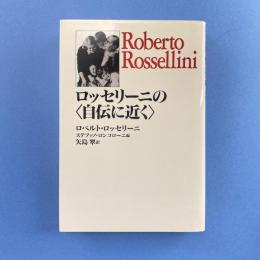 Roberto
Rossellini
ロッセリーニの
〈自伝に近く〉
ロベルト・ロッセリーニ
ステファノ・ロンコローニ編
矢島翠訳